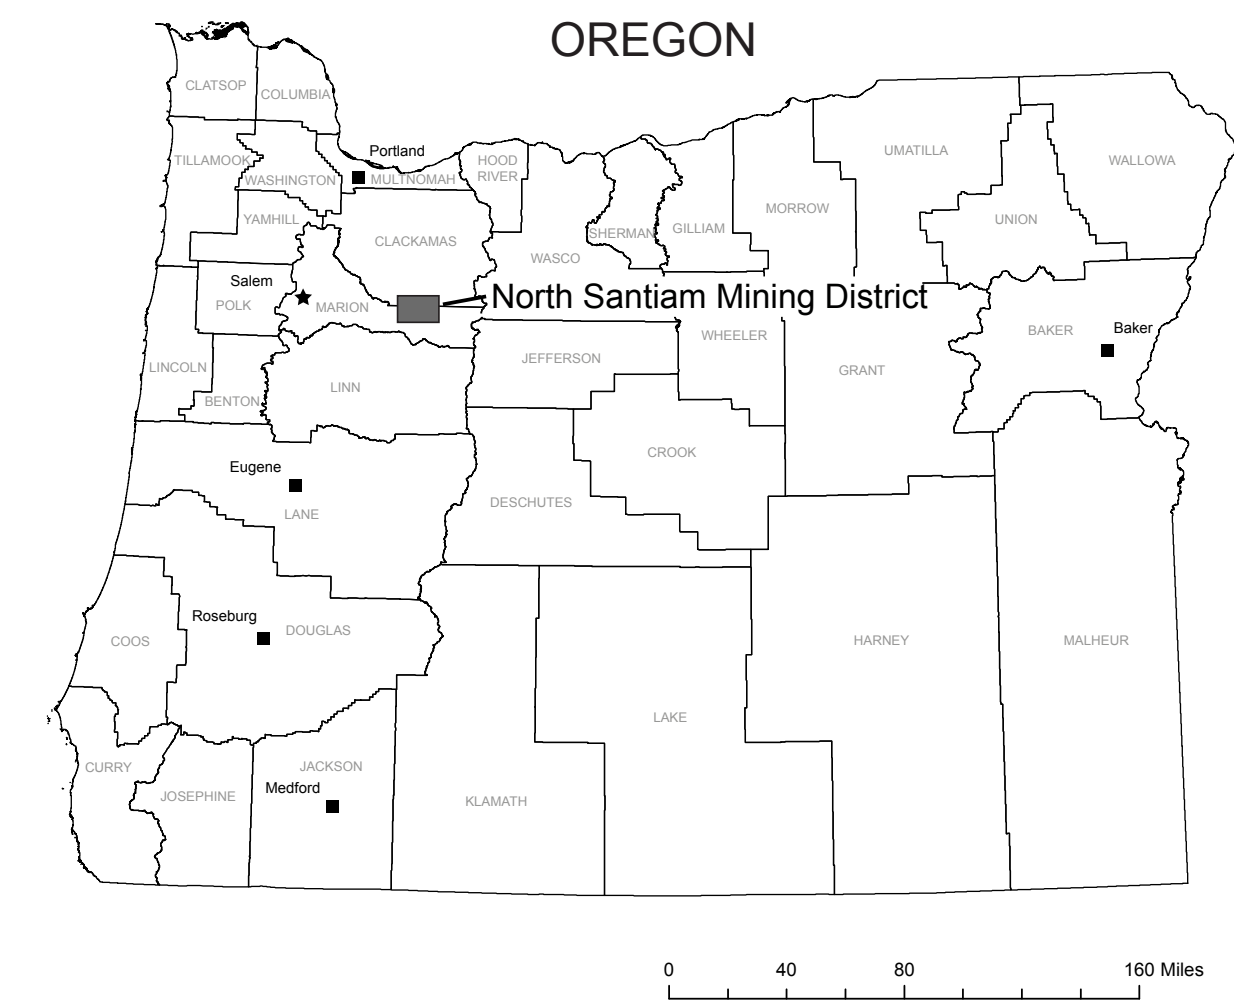 OREGON
CLATSOP
COLUMBIA
Portland
TILLAMOOK
WASHINGTON
MULTNOMAH
HOOD
RIVER
UMATILLA
WALLOWA
YAMHILL
CLACKAMAS
SHERMAN
GILLIAM
MORROW
UNION
WASCO
Salem
POLK
MARION
North Santiam Mining District
WHEELER
BAKER
Baker
LINCOLN
JEFFERSON
GRANT
BENTON
LINN
CROOK
Eugene
LANE
DESCHUTES
Roseburg
DOUGLAS
COOS
HARNEY
MALHEUR
LAKE
CURRY
JACKSON
Medford
JOSEPHINE
KLAMATH
0 40 80 160 Miles